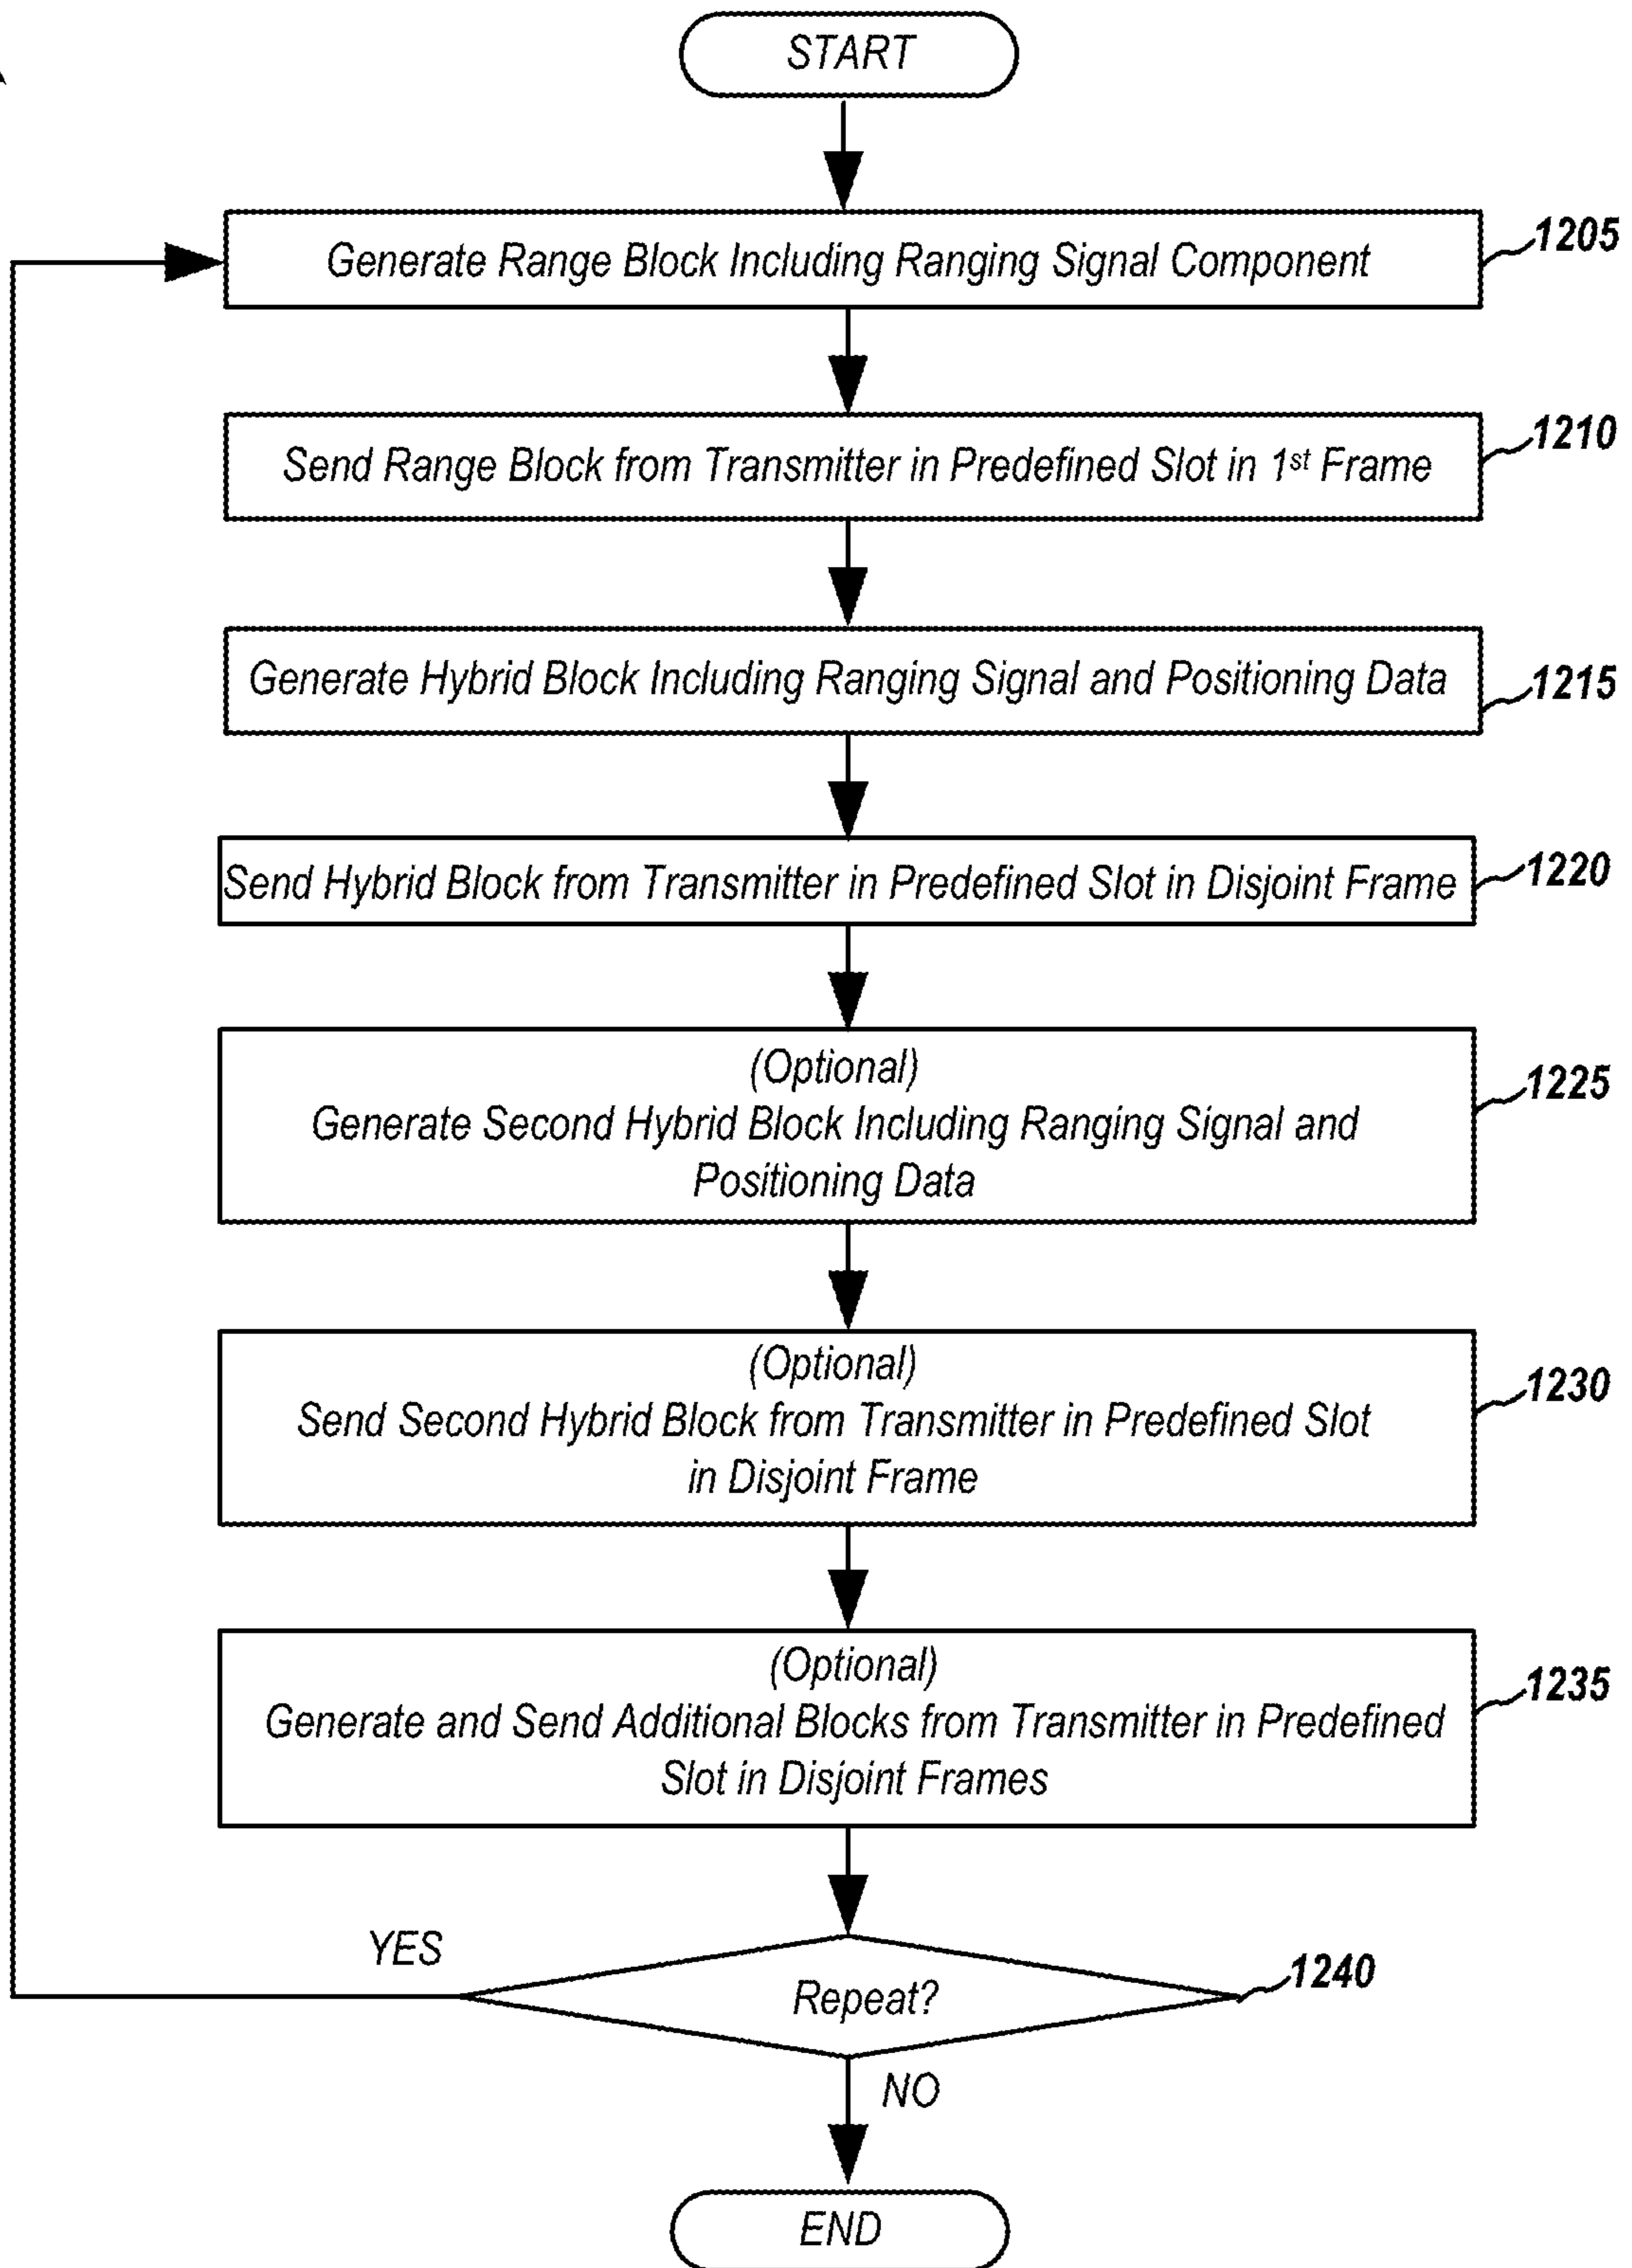 START
Generate Range Block Including Ranging Signal Component
1205
Send Range Block from Transmitter in Predefined Slot in 1st Frame
1210
Generate Hybrid Block Including Ranging Signal and Positioning Data
1215
Send Hybrid Block from Transmitter in Predefined Slot in Disjoint Frame
1220
(Optional)
Generate Second Hybrid Block Including Ranging Signal and
Positioning Data
1225
(Optional)
Send Second Hybrid Block from Transmitter in Predefined Slot
in Disjoint Frame
1230
(Optional)
Generate and Send Additional Blocks from Transmitter in Predefined
Slot in Disjoint Frames
1235
YES
Repeat?
1240
NO
END